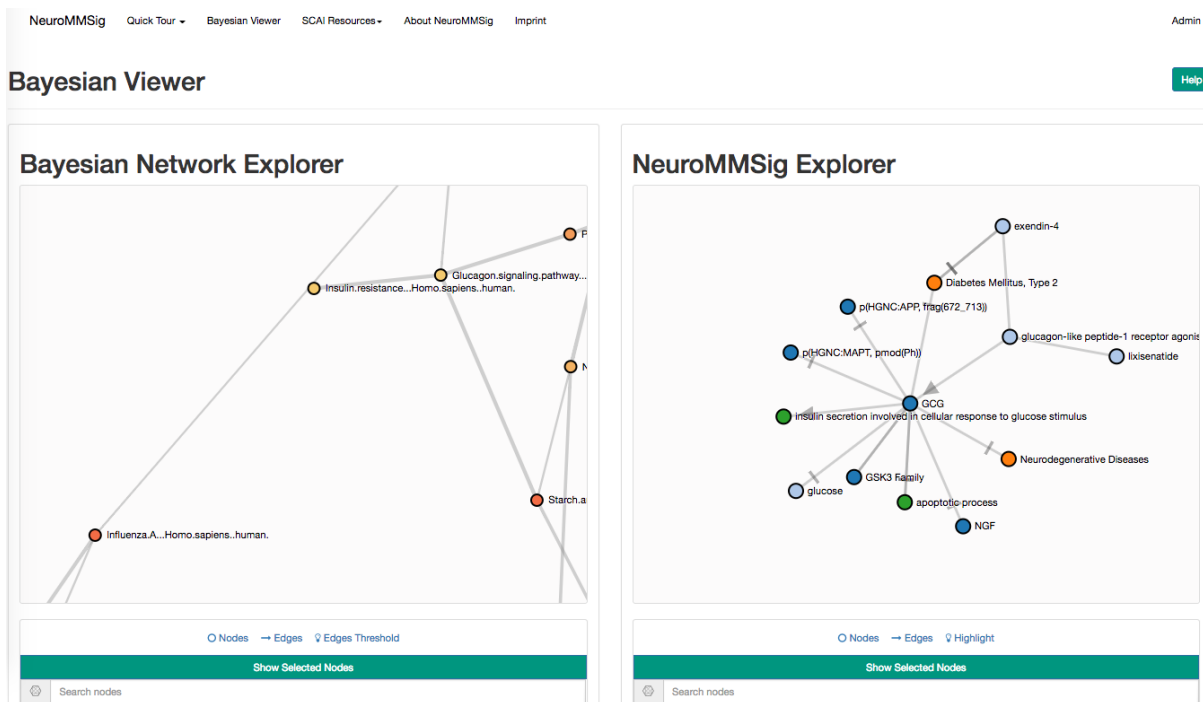 NeuroMMSig Quick Tour Bayesian Viewer SCAI Resources About NeuroMMSig Imprint Admin
Bayesian Viewer
Help
Bayesian Network Explorer
P
Glucagon.signaling.pathway...
Insulin.resistance...Homo.sapiens..human.
N
Starch.a
Influenza.A...Homo.sapiens..human.
Nodes Edges Edges Threshold
Show Selected Nodes
Search nodes
NeuroMMSig Explorer
exendin-4
Diabetes Mellitus, Type 2
p(HGNC:APP, frag(672_713))
glucagon-like peptide-1 receptor agonis
p(HGNC:MAPT, pmod(Ph))
lixisenatide
GCG
insulin secretion involved in cellular response to glucose stimulus
Neurodegenerative Diseases
GSK3 Family
glucose
apoptotic process
NGF
Nodes Edges Highlight
Show Selected Nodes
Search nodes